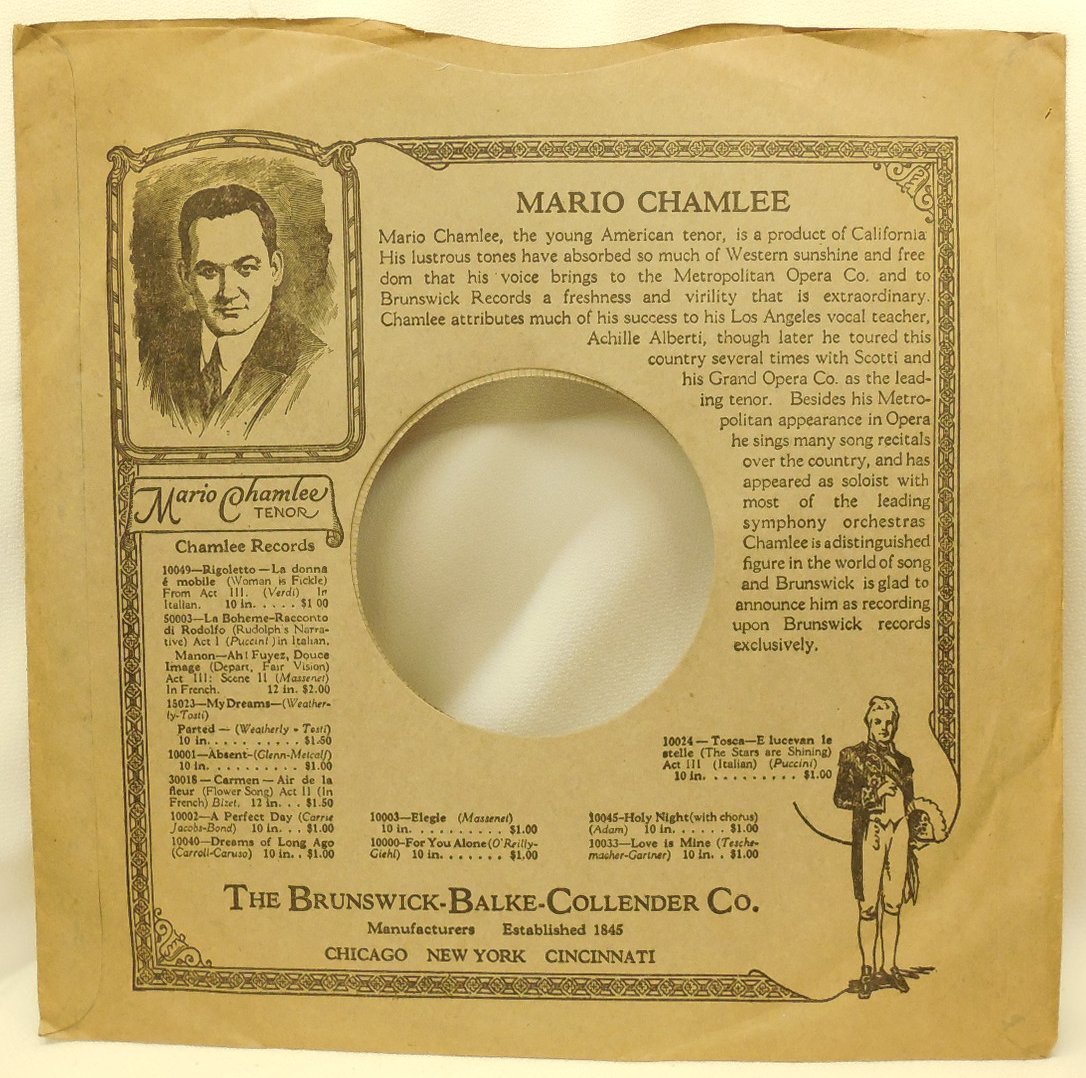 MARIO CHAMLEE
Mario Chamlee, the young American tenor, is a product of California
His lustrous tones have absorbed so much of Western sunshine and free
dom that his voice brings to the Metropolitan Opera Co. and to
Brunswick Records a freshness and virility that is extraordinary.
Chamlee attributes much of his success to his Los Angeles vocal teacher,
Achille Alberti, though later he toured this
country several times with Scotti and
his Grand Opera Co. as the lead-
ing tenor. Besides his Metro-
politan appearance in Opera
he sings many song recitals
over the country, and has
appeared as soloist with
most of the leading
symphony orchestras
Chamlee is a distinguished
figure in the world of song
and Brunswick is glad to
announce him as recording
upon Brunswick records
exclusively.
Mario Chamlee
TENOR
Chamlee Records
10049—Rigoletto—La donna
é mobile (Woman is Fickle)
From Act III. (Verdi) In
Italian. 10 in. . . . . $1 00
50003—La Boheme—Racconto
di Rodolfo (Rudolph's Narra-
tive) Act I (Puccini) in Italian.
Manon—Ah! Fuyez, Douce
Image (Depart, Fair Vision)
Act III: Scene II (Massenet)
In French. 12 in. $2.00
15023—My Dreams—(Weather-
ly-Tosti)
Parted — (Weatherly - Tosti)
10 in. . . . . . . . . . $1.50
10001—Absent—(Glenn-Metcalf)
10 in. . . . . . . . . . $1.00
30018—Carmen—Air de la
fleur (Flower Song) Act II (In
French) Bizet. 12 in. . . $1.50
10002—A Perfect Day (Carrie
Jacobs-Bond) 10 in. . . $1.00
10040—Dreams of Long Ago
(Carroll-Caruso) 10 in. . $1.00
10003—Elegie (Massenet)
10 in. . . . . . . . . . $1.00
10000-For You Alone (O'Reilly-
Giehl) 10 in. . . . . . . $1.00
10024—Tosca—E lucevan le
stelle (The Stars are Shining)
Act III (Italian) (Puccini)
10 in. . . . . . . . . . $1.00
10045-Holy Night (with chorus)
(Adam) 10 in. . . . . . $1.00
10033—Love is Mine (Tesche-
macher-Gartner) 10 in. . . $1.00
THE BRUNSWICK-BALKE-COLLENDER CO.
Manufacturers Established 1845
CHICAGO NEW YORK CINCINNATI